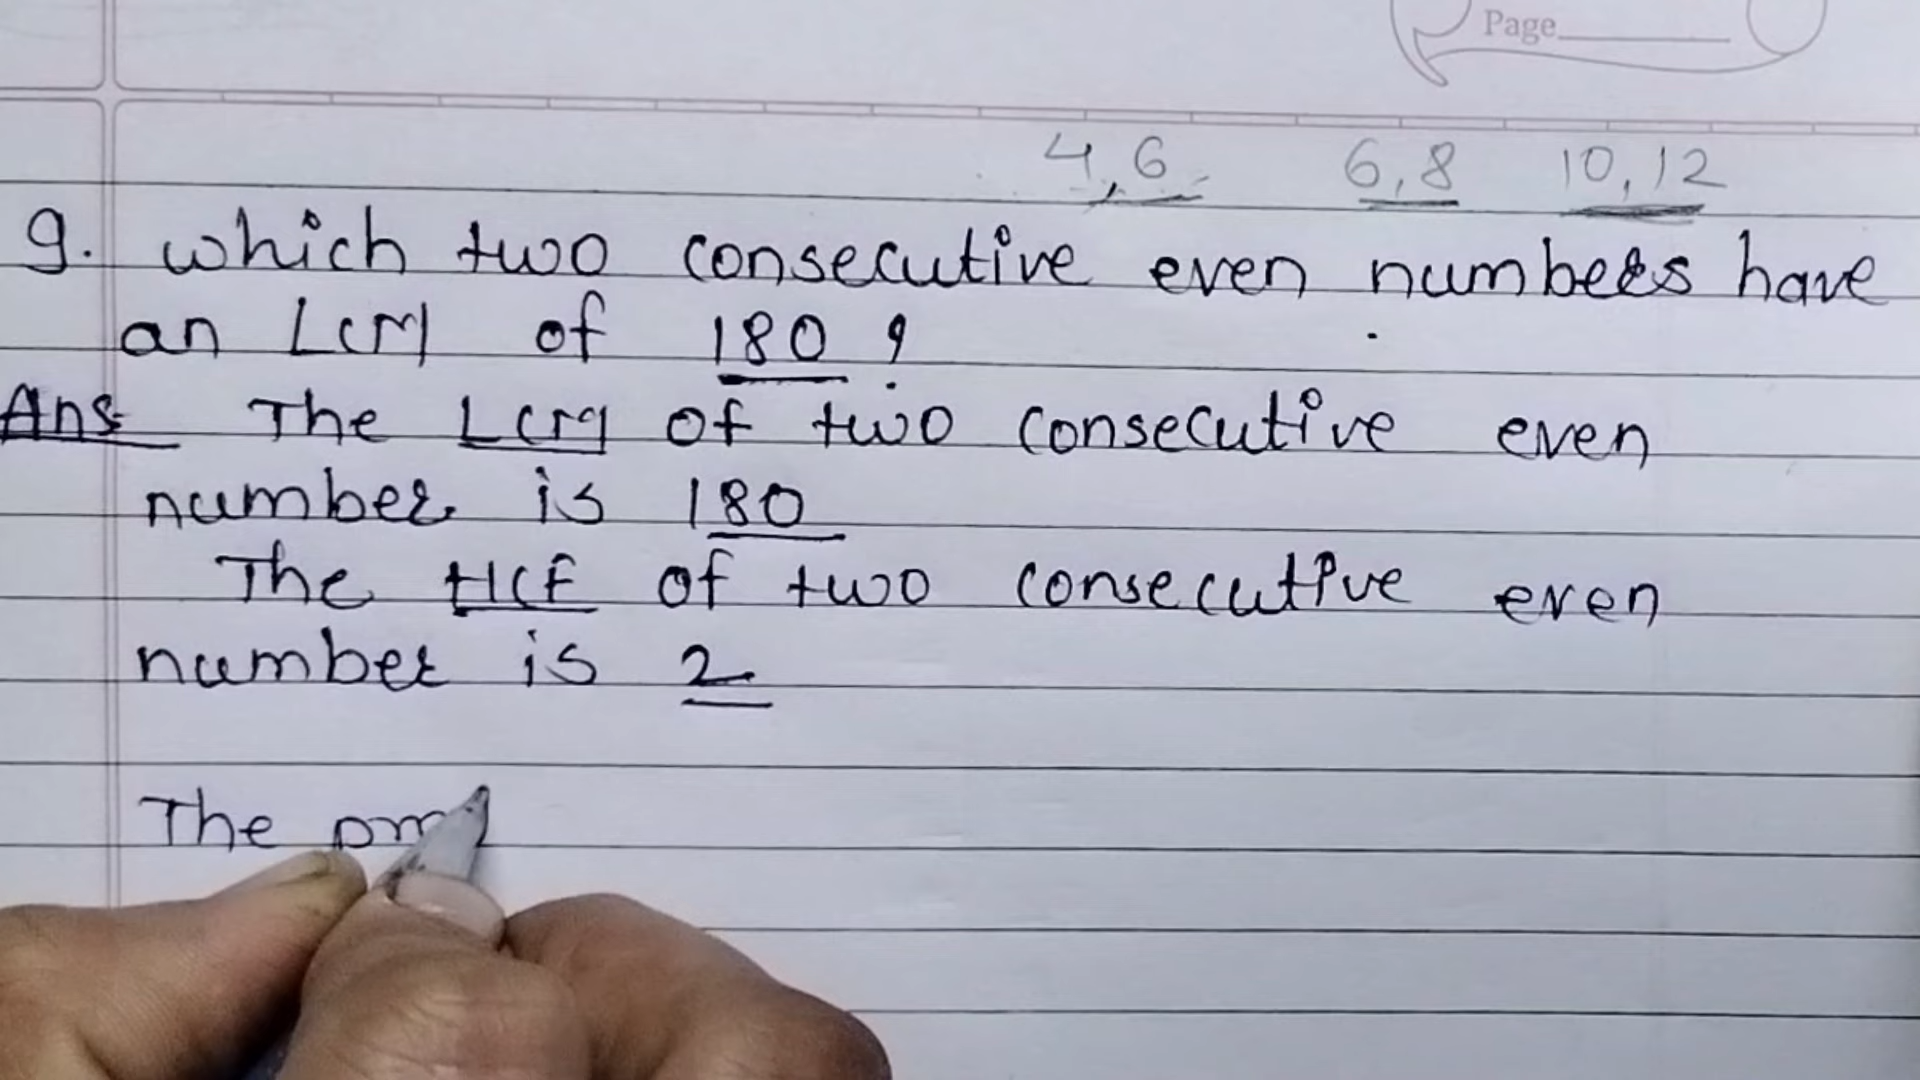 Page
4,6 6,8 10,12
9. which two consecutive even numbers have
an LCM of 180 ?
Ans The LCM of two consecutive even
number is 180
The HCF of two consecutive even
number is 2
The